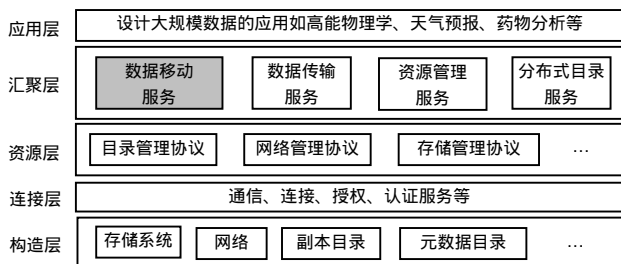 应用层 设计大规模数据的应用如高能物理学、天气预报、药物分析等
汇聚层 数据移动服务 数据传输服务 资源管理服务 分布式目录服务
资源层 目录管理协议 网络管理协议 存储管理协议 …
连接层 通信、连接、授权、认证服务等
构造层 存储系统 网络 副本目录 元数据目录 …